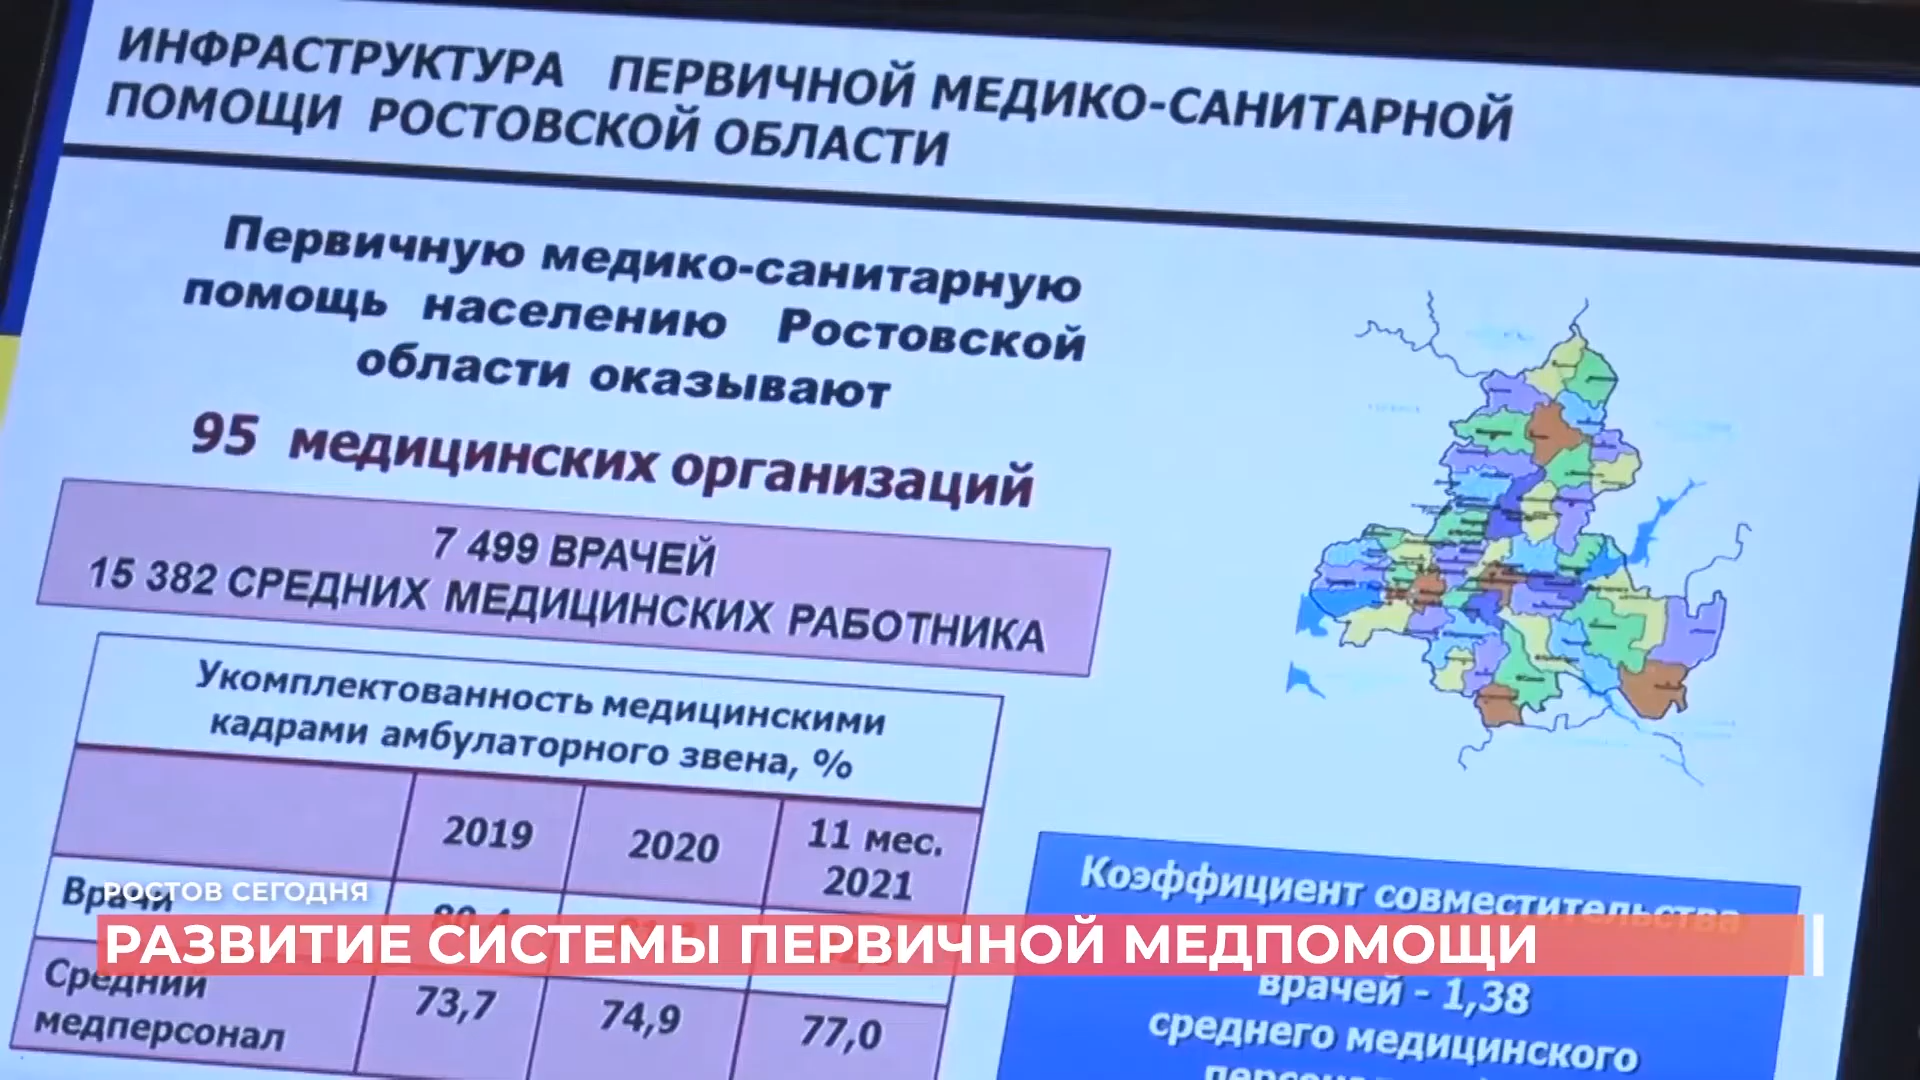 ИНФРАСТРУКТУРА ПЕРВИЧНОЙ МЕДИКО-САНИТАРНОЙ
ПОМОЩИ РОСТОВСКОЙ ОБЛАСТИ
Первичную медико-санитарную
помощь населению Ростовской
области оказывают
95 медицинских организаций
7 499 ВРАЧЕЙ
15 382 СРЕДНИХ МЕДИЦИНСКИХ РАБОТНИКА
Укомплектованность медицинскими
кадрами амбулаторного звена, %
2019
2020
11 мес.
2021
Врачи
Средний
медперсонал
73,7
74,9
77,0
Коэффициент совместительства
врачей - 1,38
среднего медицинского
РОСТОВ СЕГОДНЯ
РАЗВИТИЕ СИСТЕМЫ ПЕРВИЧНОЙ МЕДПОМОЩИ